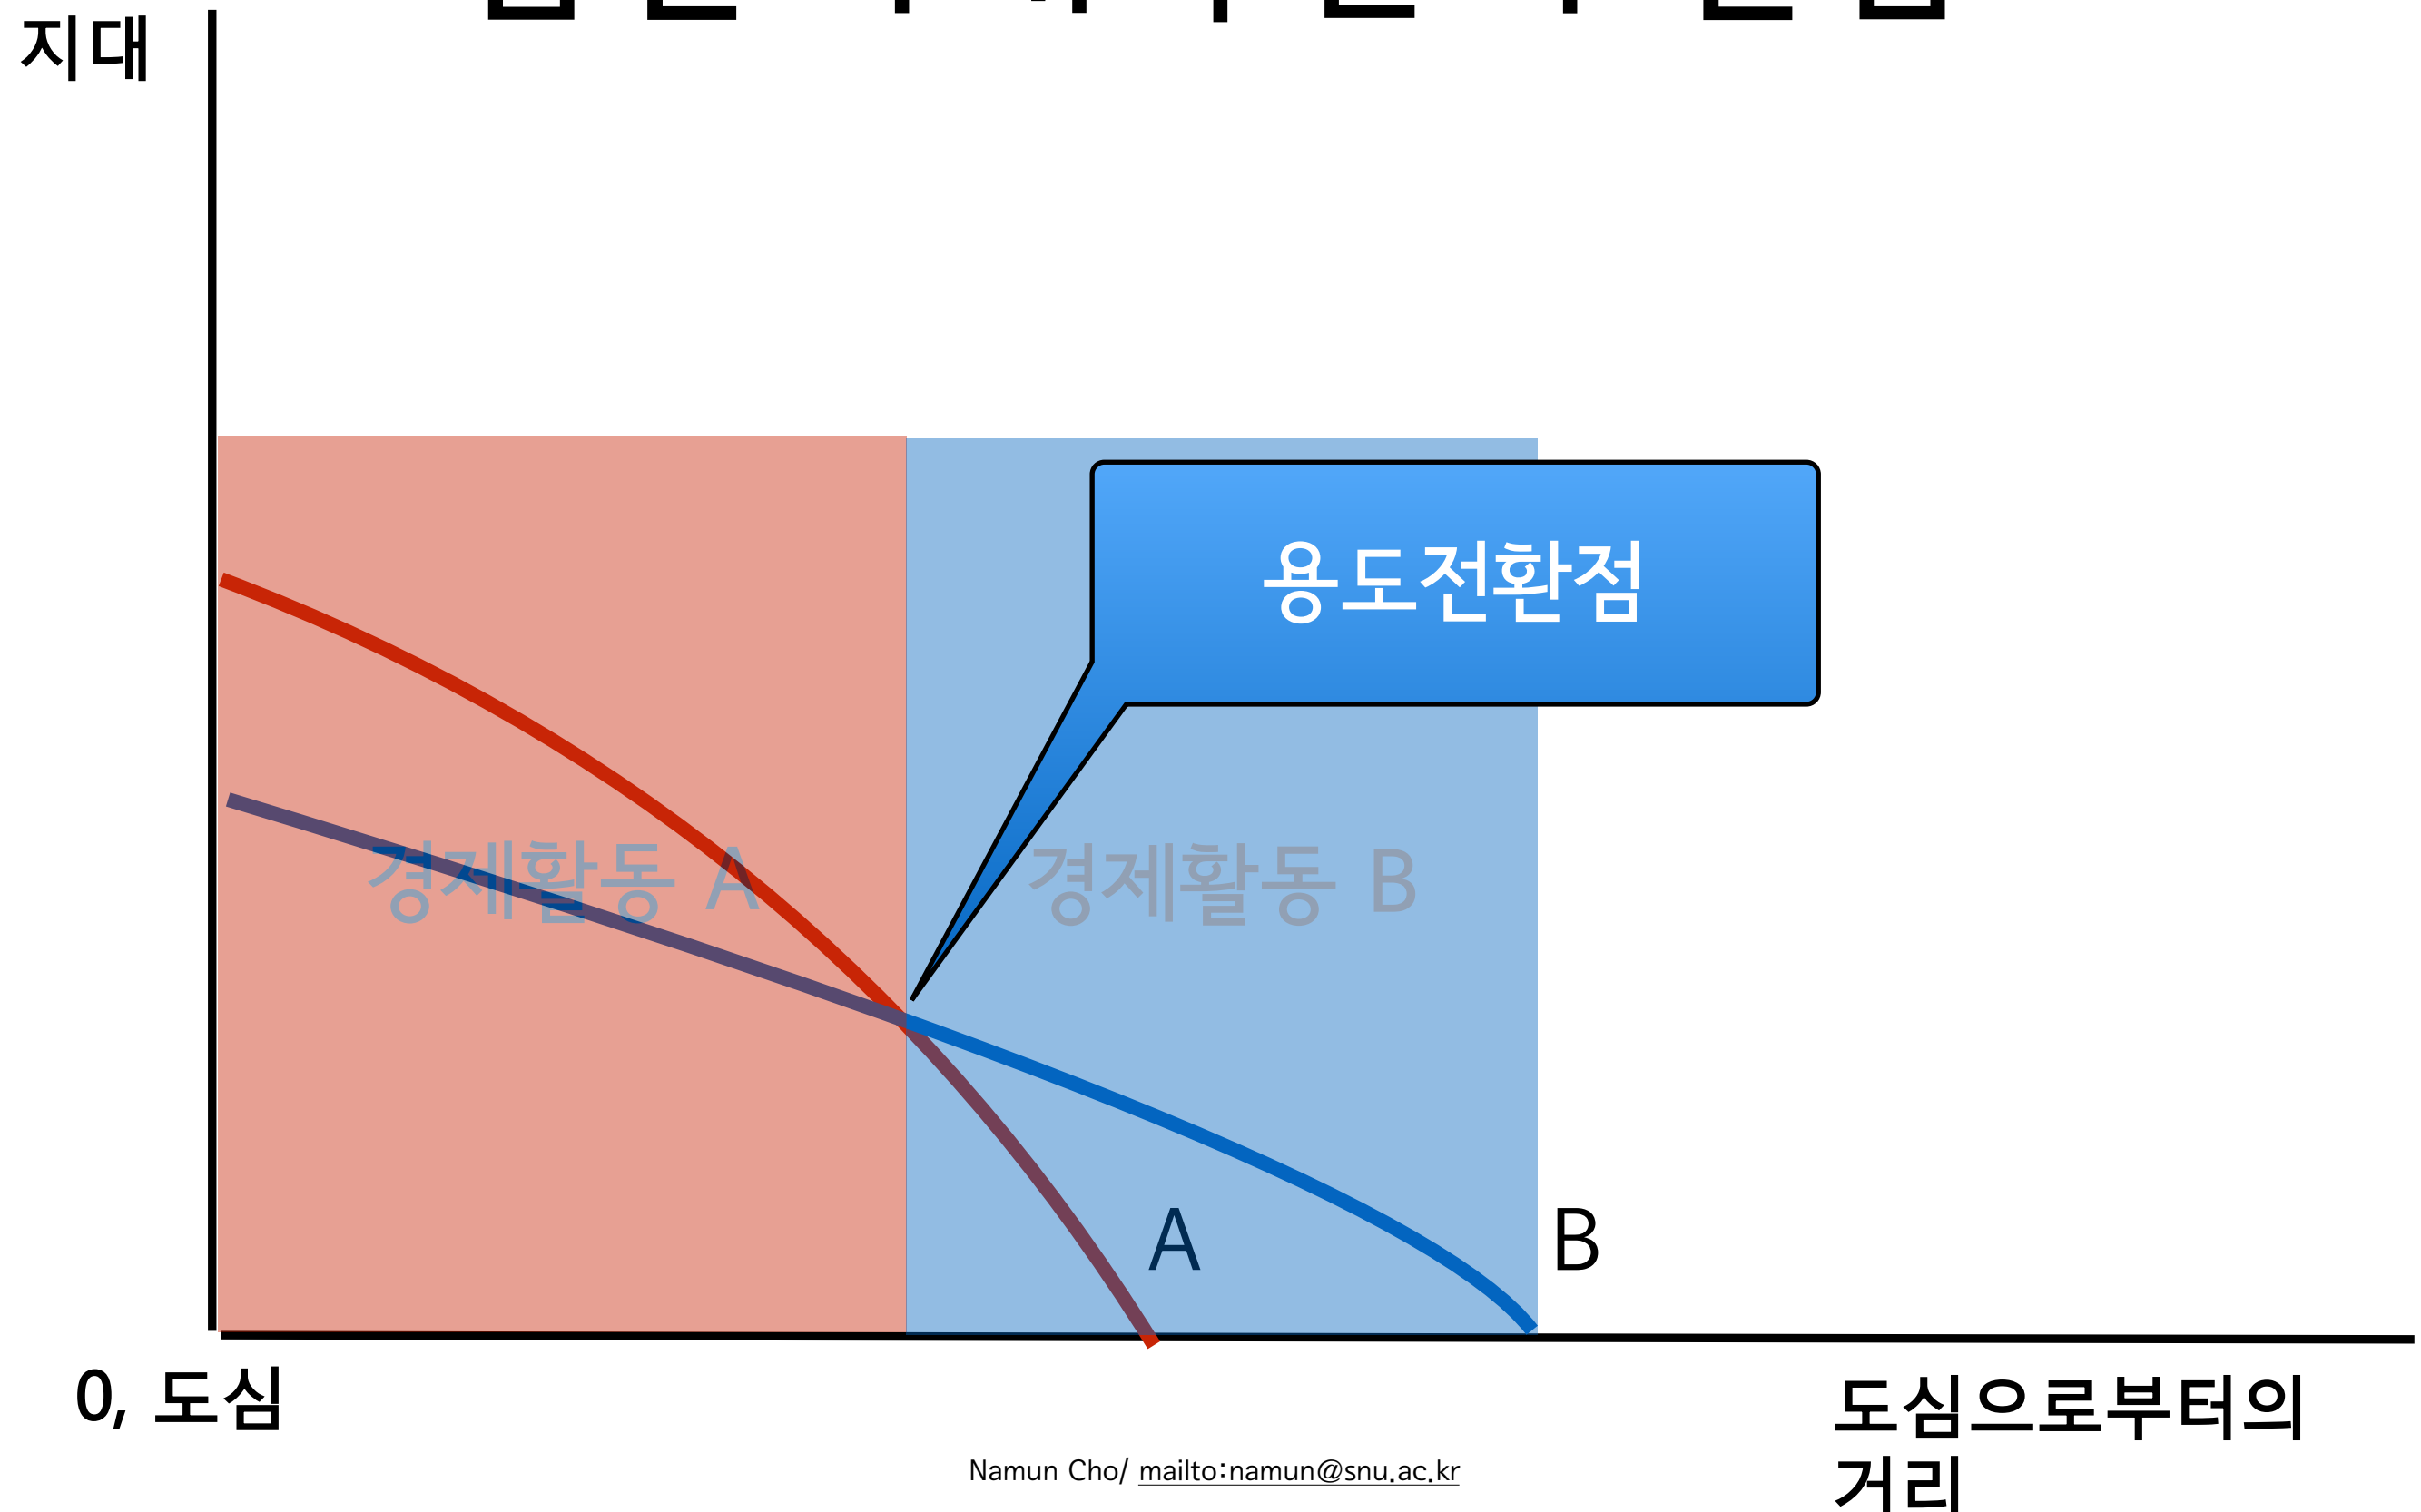 지대
용도전환점
경제활동 A
경제활동 B
A
B
0, 도심
도심으로부터의
거리
Namun Cho/ mailto:namun@snu.ac.kr